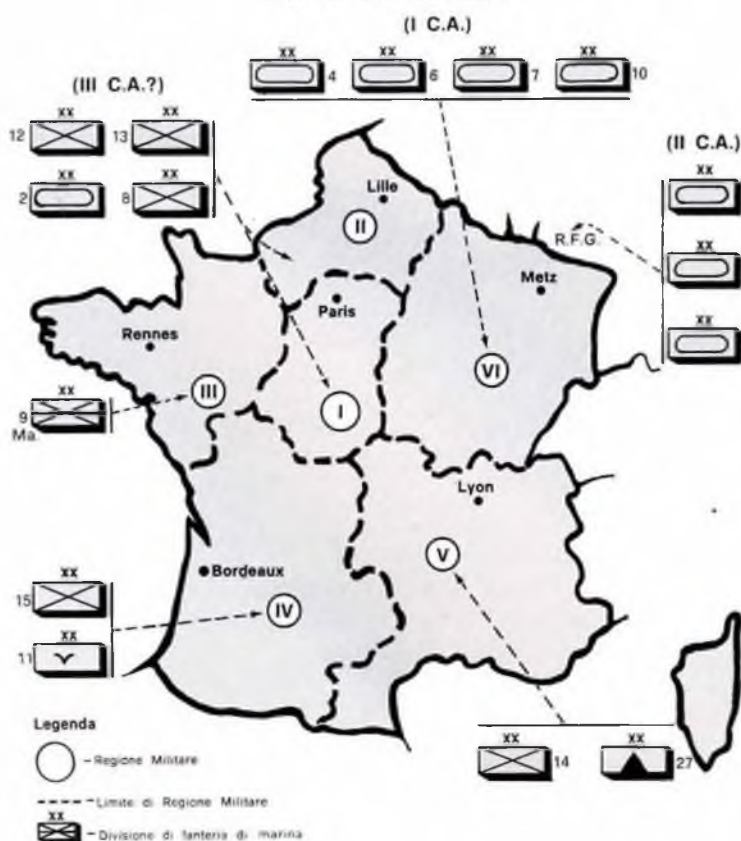 (I C.A.)
XX XX XX XX
4 6 7 10
(III C.A.?)
XX XX
12 13
XX XX
2 8
(II C.A.)
XX
XX
XX
Lille
II
R.F.G.
Metz
Paris
Rennes
VI
III
I
XX
9
Ma.
Lyon
V
Bordeaux
IV
XX
15
XX
11
Legenda
XX XX
14 27
– Regione Militare
– Limite di Regione Militare
XX
– Divisione di fanteria di marina